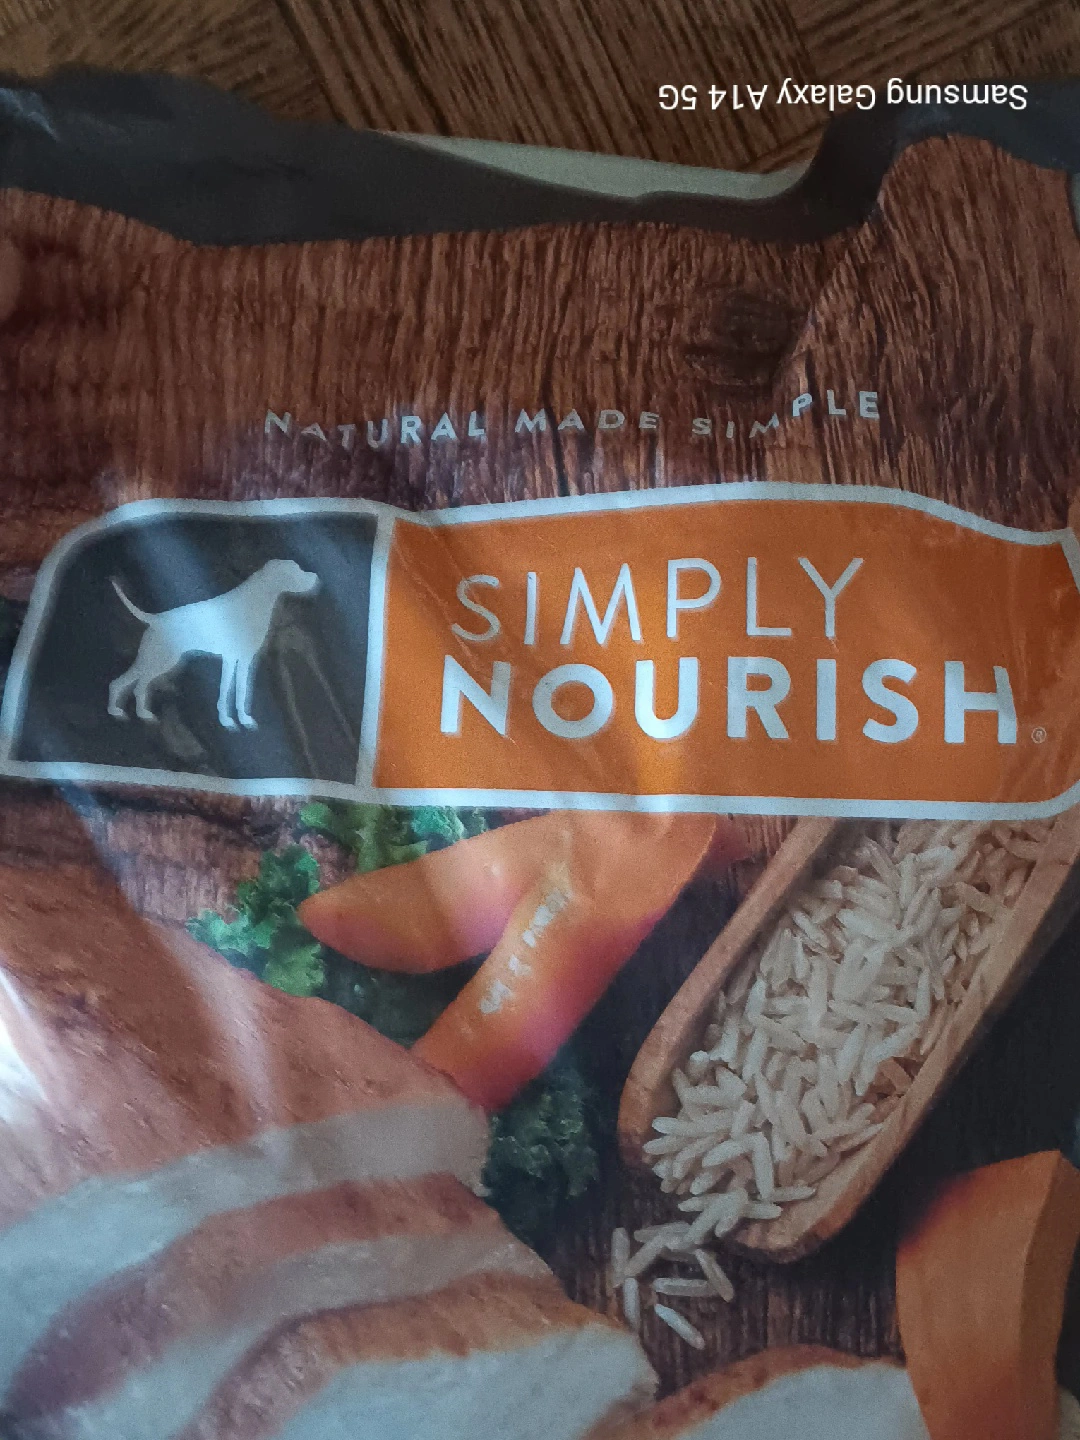 Samsung Galaxy A14 5G
NATURAL MADE SIMPLE
SIMPLY
NOURISH®